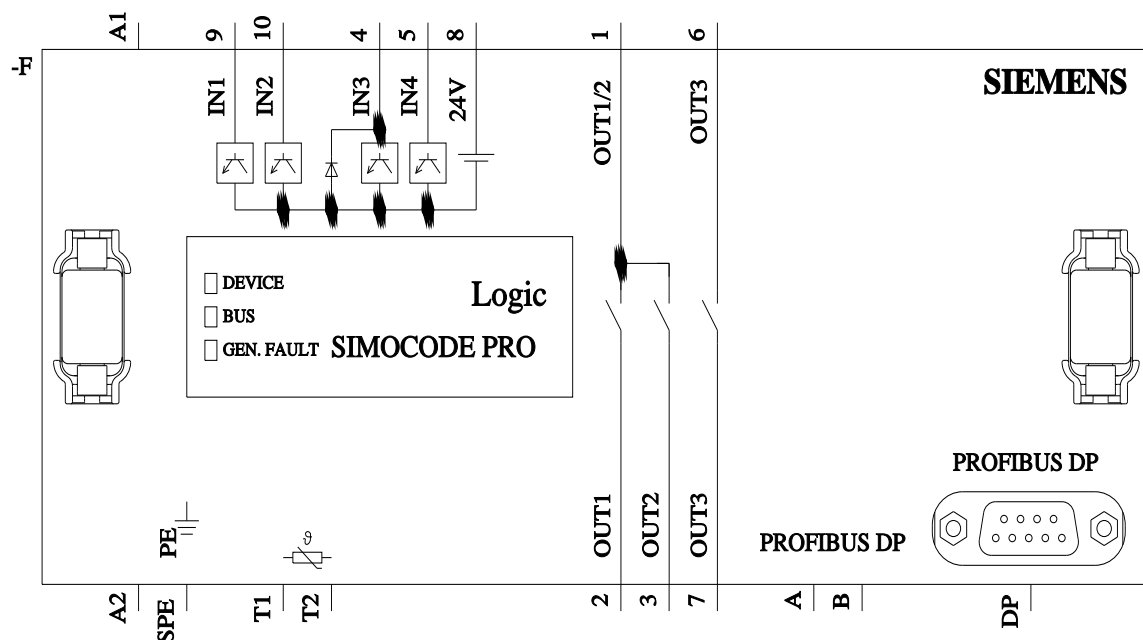 A1
9
10
4
5
8
1
6
-F
IN1
IN2
IN3
IN4
24V
OUT1/2
OUT3
SIEMENS
DEVICE
BUS
GEN. FAULT
Logic
SIMOCODE PRO
PROFIBUS DP
PE
ϑ
OUT1
OUT2
OUT3
PROFIBUS DP
A2
SPE
T1
T2
2
3
7
A
B
DP